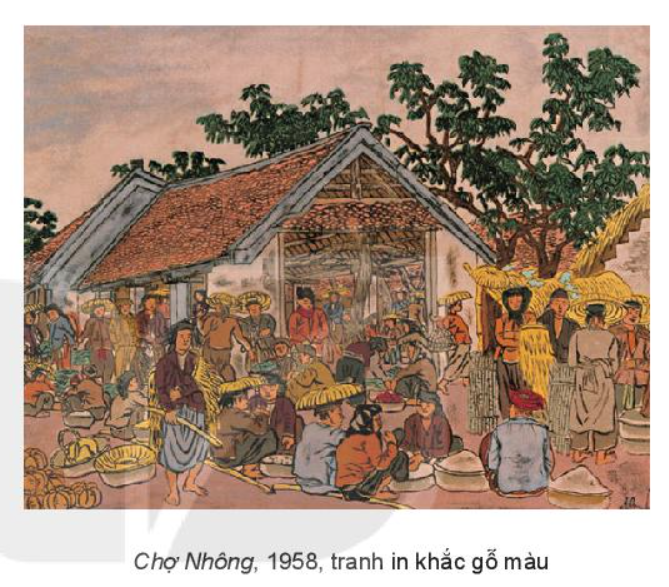 Chợ Nhông, 1958, tranh in khắc gỗ màu